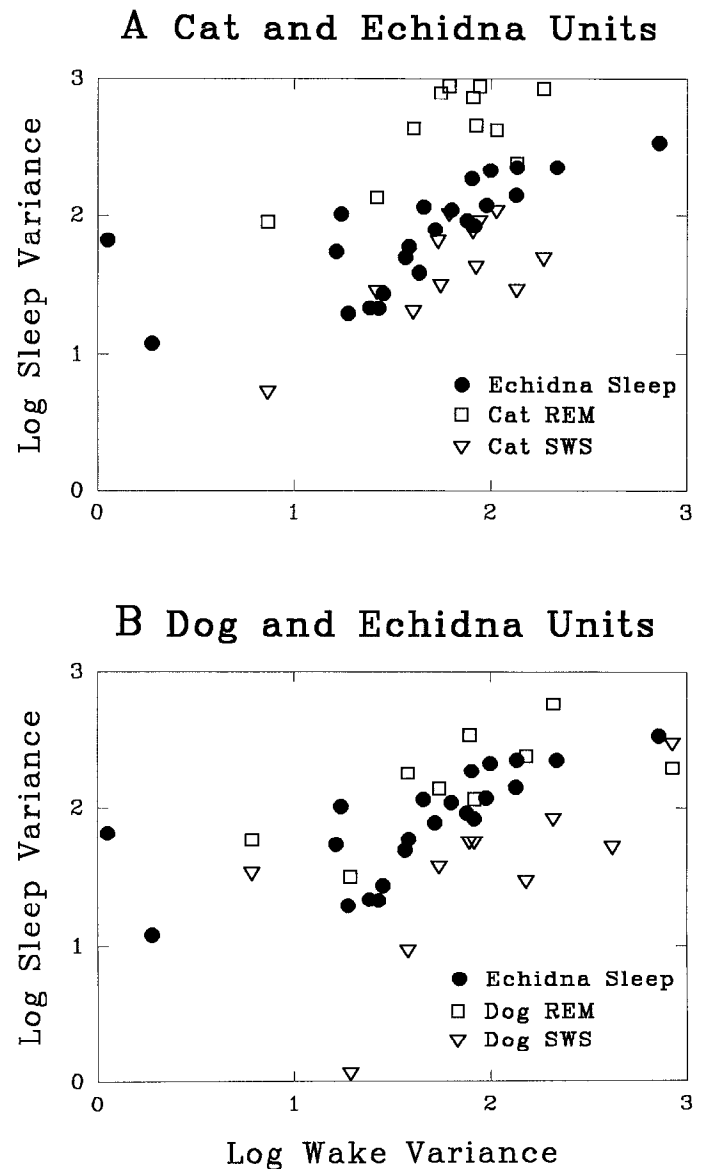 A Cat and Echidna Units
3
2
1
0
Log Sleep Variance
Echidna Sleep
Cat REM
Cat SWS
0 1 2 3
B Dog and Echidna Units
3
2
1
0
Log Sleep Variance
Echidna Sleep
Dog REM
Dog SWS
0 1 2 3
Log Wake Variance